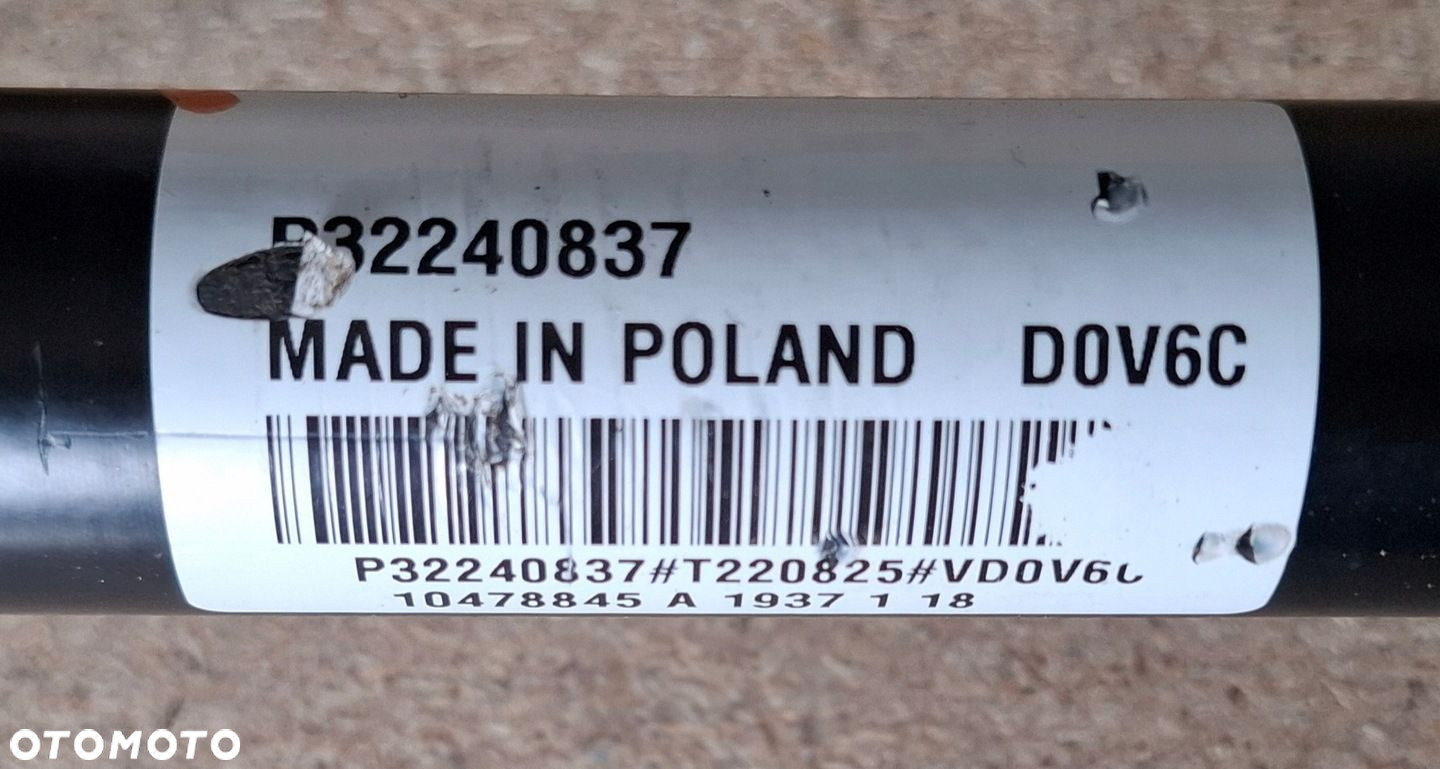 P32240837
MADE IN POLAND D0V6C
P32240837#T220825#VD0V6C
10478845 A 1937 1 18
OTOMOTO